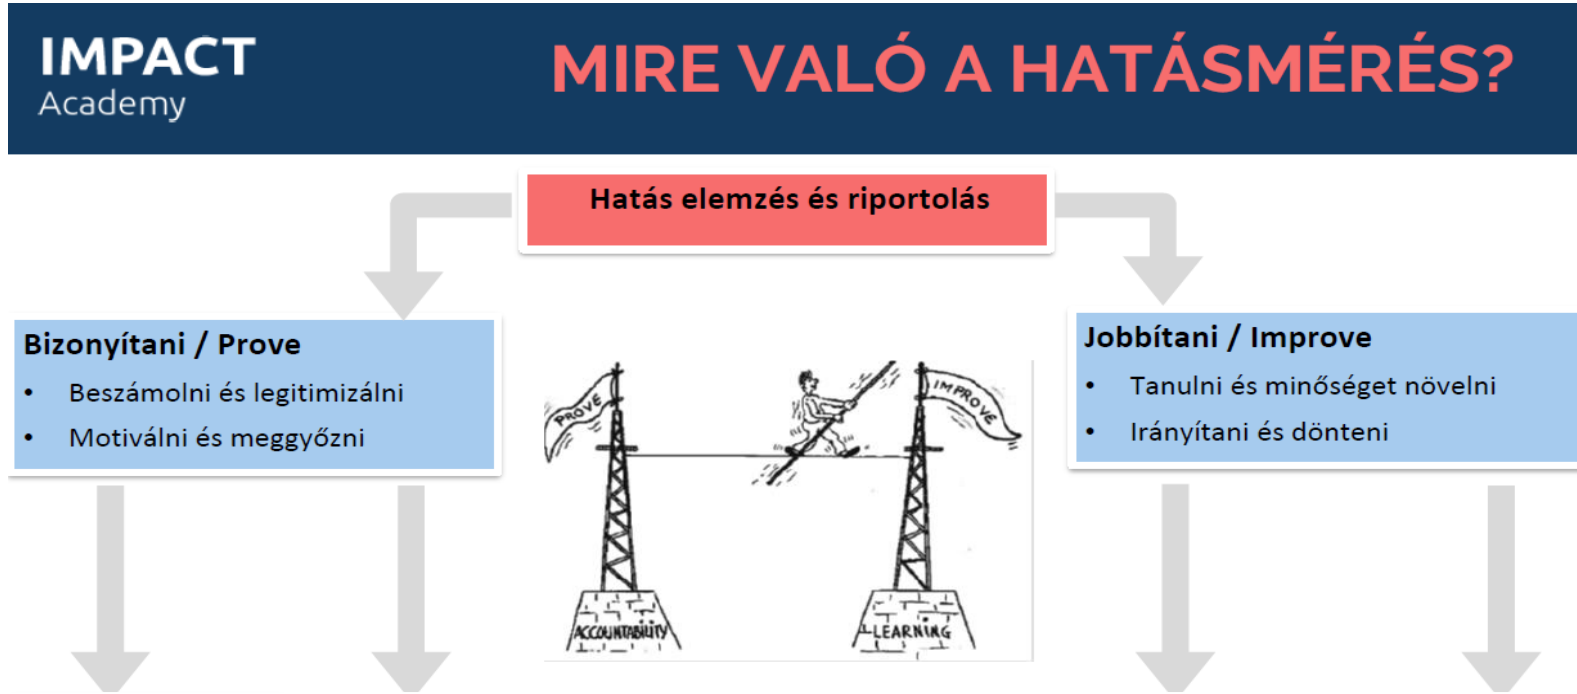 IMPACT
Academy
MIRE VALÓ A HATÁSMÉRÉS?
Hatás elemzés és riportolás
Bizonyítani / Prove
• Beszámolni és legitimizálni
• Motiválni és meggyőzni
PROVE
IMPROVE
ACCOUNTABILITY
LEARNING
Jobbítani / Improve
• Tanulni és minőséget növelni
• Irányítani és dönteni